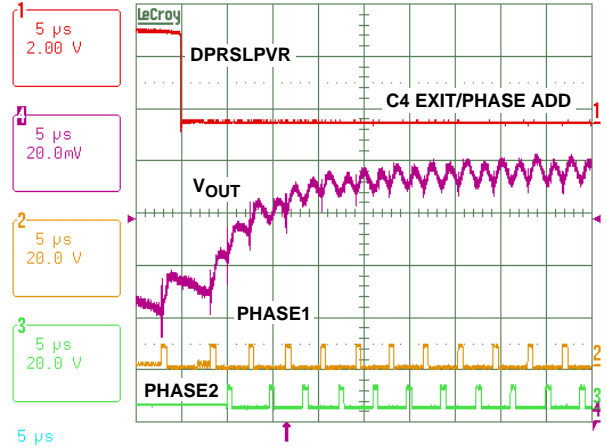 LeCroy
1
5 µs
2.00 V
DPRSLPVR
C4 EXIT/PHASE ADD
1
4
5 µs
20.0mV
VOUT
2
5 µs
20.0 V
PHASE1
3
5 µs
20.0 V
2
PHASE2
3
4
5 µs